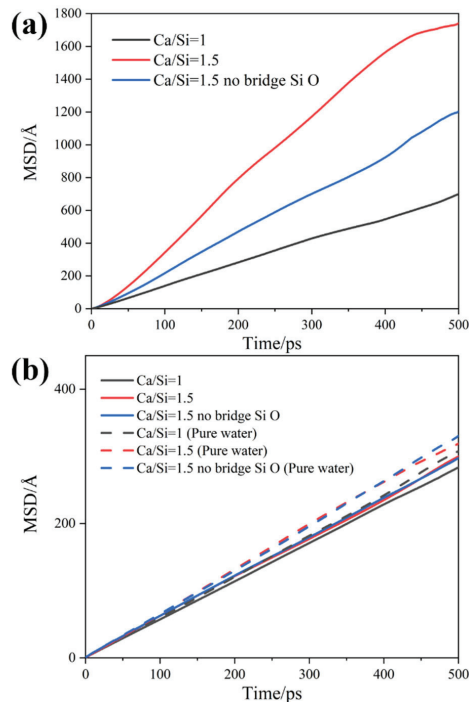 (a)
1800
1600
1400
1200
1000
800
600
400
200
0
MSD/Å
Ca/Si=1
Ca/Si=1.5
Ca/Si=1.5 no bridge Si O
0 100 200 300 400 500
Time/ps
(b)
400
200
0
MSD/Å
Ca/Si=1
Ca/Si=1.5
Ca/Si=1.5 no bridge Si O
Ca/Si=1 (Pure water)
Ca/Si=1.5 (Pure water)
Ca/Si=1.5 no bridge Si O (Pure water)
0 100 200 300 400 500
Time/ps